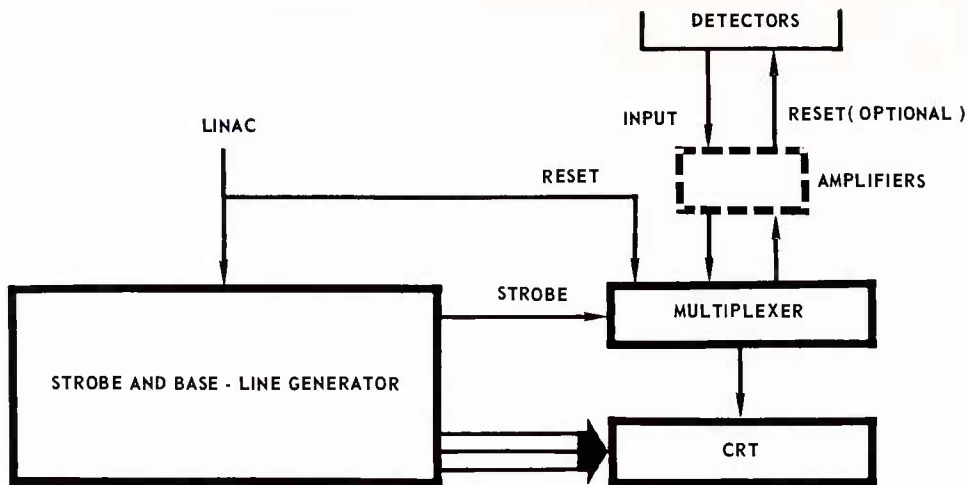 DETECTORS
INPUT
RESET( OPTIONAL )
LINAC
RESET
AMPLIFIERS
STROBE
MULTIPLEXER
STROBE AND BASE - LINE GENERATOR
CRT